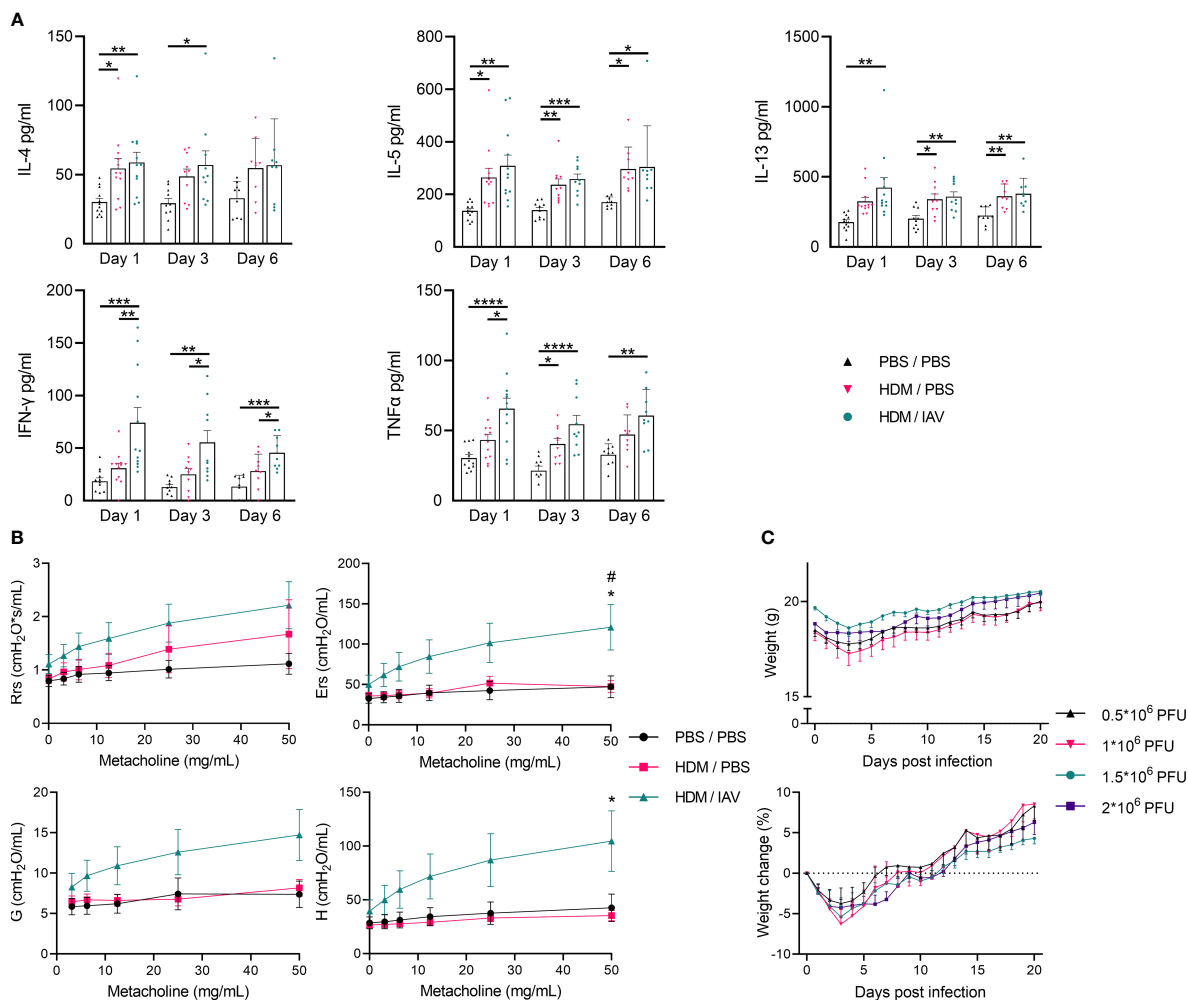 A
IL-4 pg/ml
150
100
50
0
** 
*
*
Day 1 Day 3 Day 6
IL-5 pg/ml
800
600
400
200
0
**
*
***
**
*
*
Day 1 Day 3 Day 6
IL-13 pg/ml
1500
1000
500
0
**
**
*
**
**
Day 1 Day 3 Day 6
IFN-γ pg/ml
200
150
100
50
0
***
**
**
*
***
*
Day 1 Day 3 Day 6
TNFα pg/ml
150
100
50
0
****
*
****
*
**
Day 1 Day 3 Day 6
PBS / PBS
HDM / PBS
HDM / IAV
B
Rrs (cmH₂O*s/mL)
3
2
1
0
0 10 20 30 40 50
Metacholine (mg/mL)
Ers (cmH₂O/mL)
200
150
100
50
0
#
*
0 10 20 30 40 50
Metacholine (mg/mL)
G (cmH₂O/mL)
20
15
10
5
0
0 10 20 30 40 50
Metacholine (mg/mL)
H (cmH₂O/mL)
150
100
50
0
*
0 10 20 30 40 50
Metacholine (mg/mL)
PBS / PBS
HDM / PBS
HDM / IAV
C
Weight (g)
20
15
0
0 5 10 15 20
Days post infection
Weight change (%)
10
5
0
-5
-10
0 5 10 15 20
Days post infection
0.5*10⁶ PFU
1*10⁶ PFU
1.5*10⁶ PFU
2*10⁶ PFU